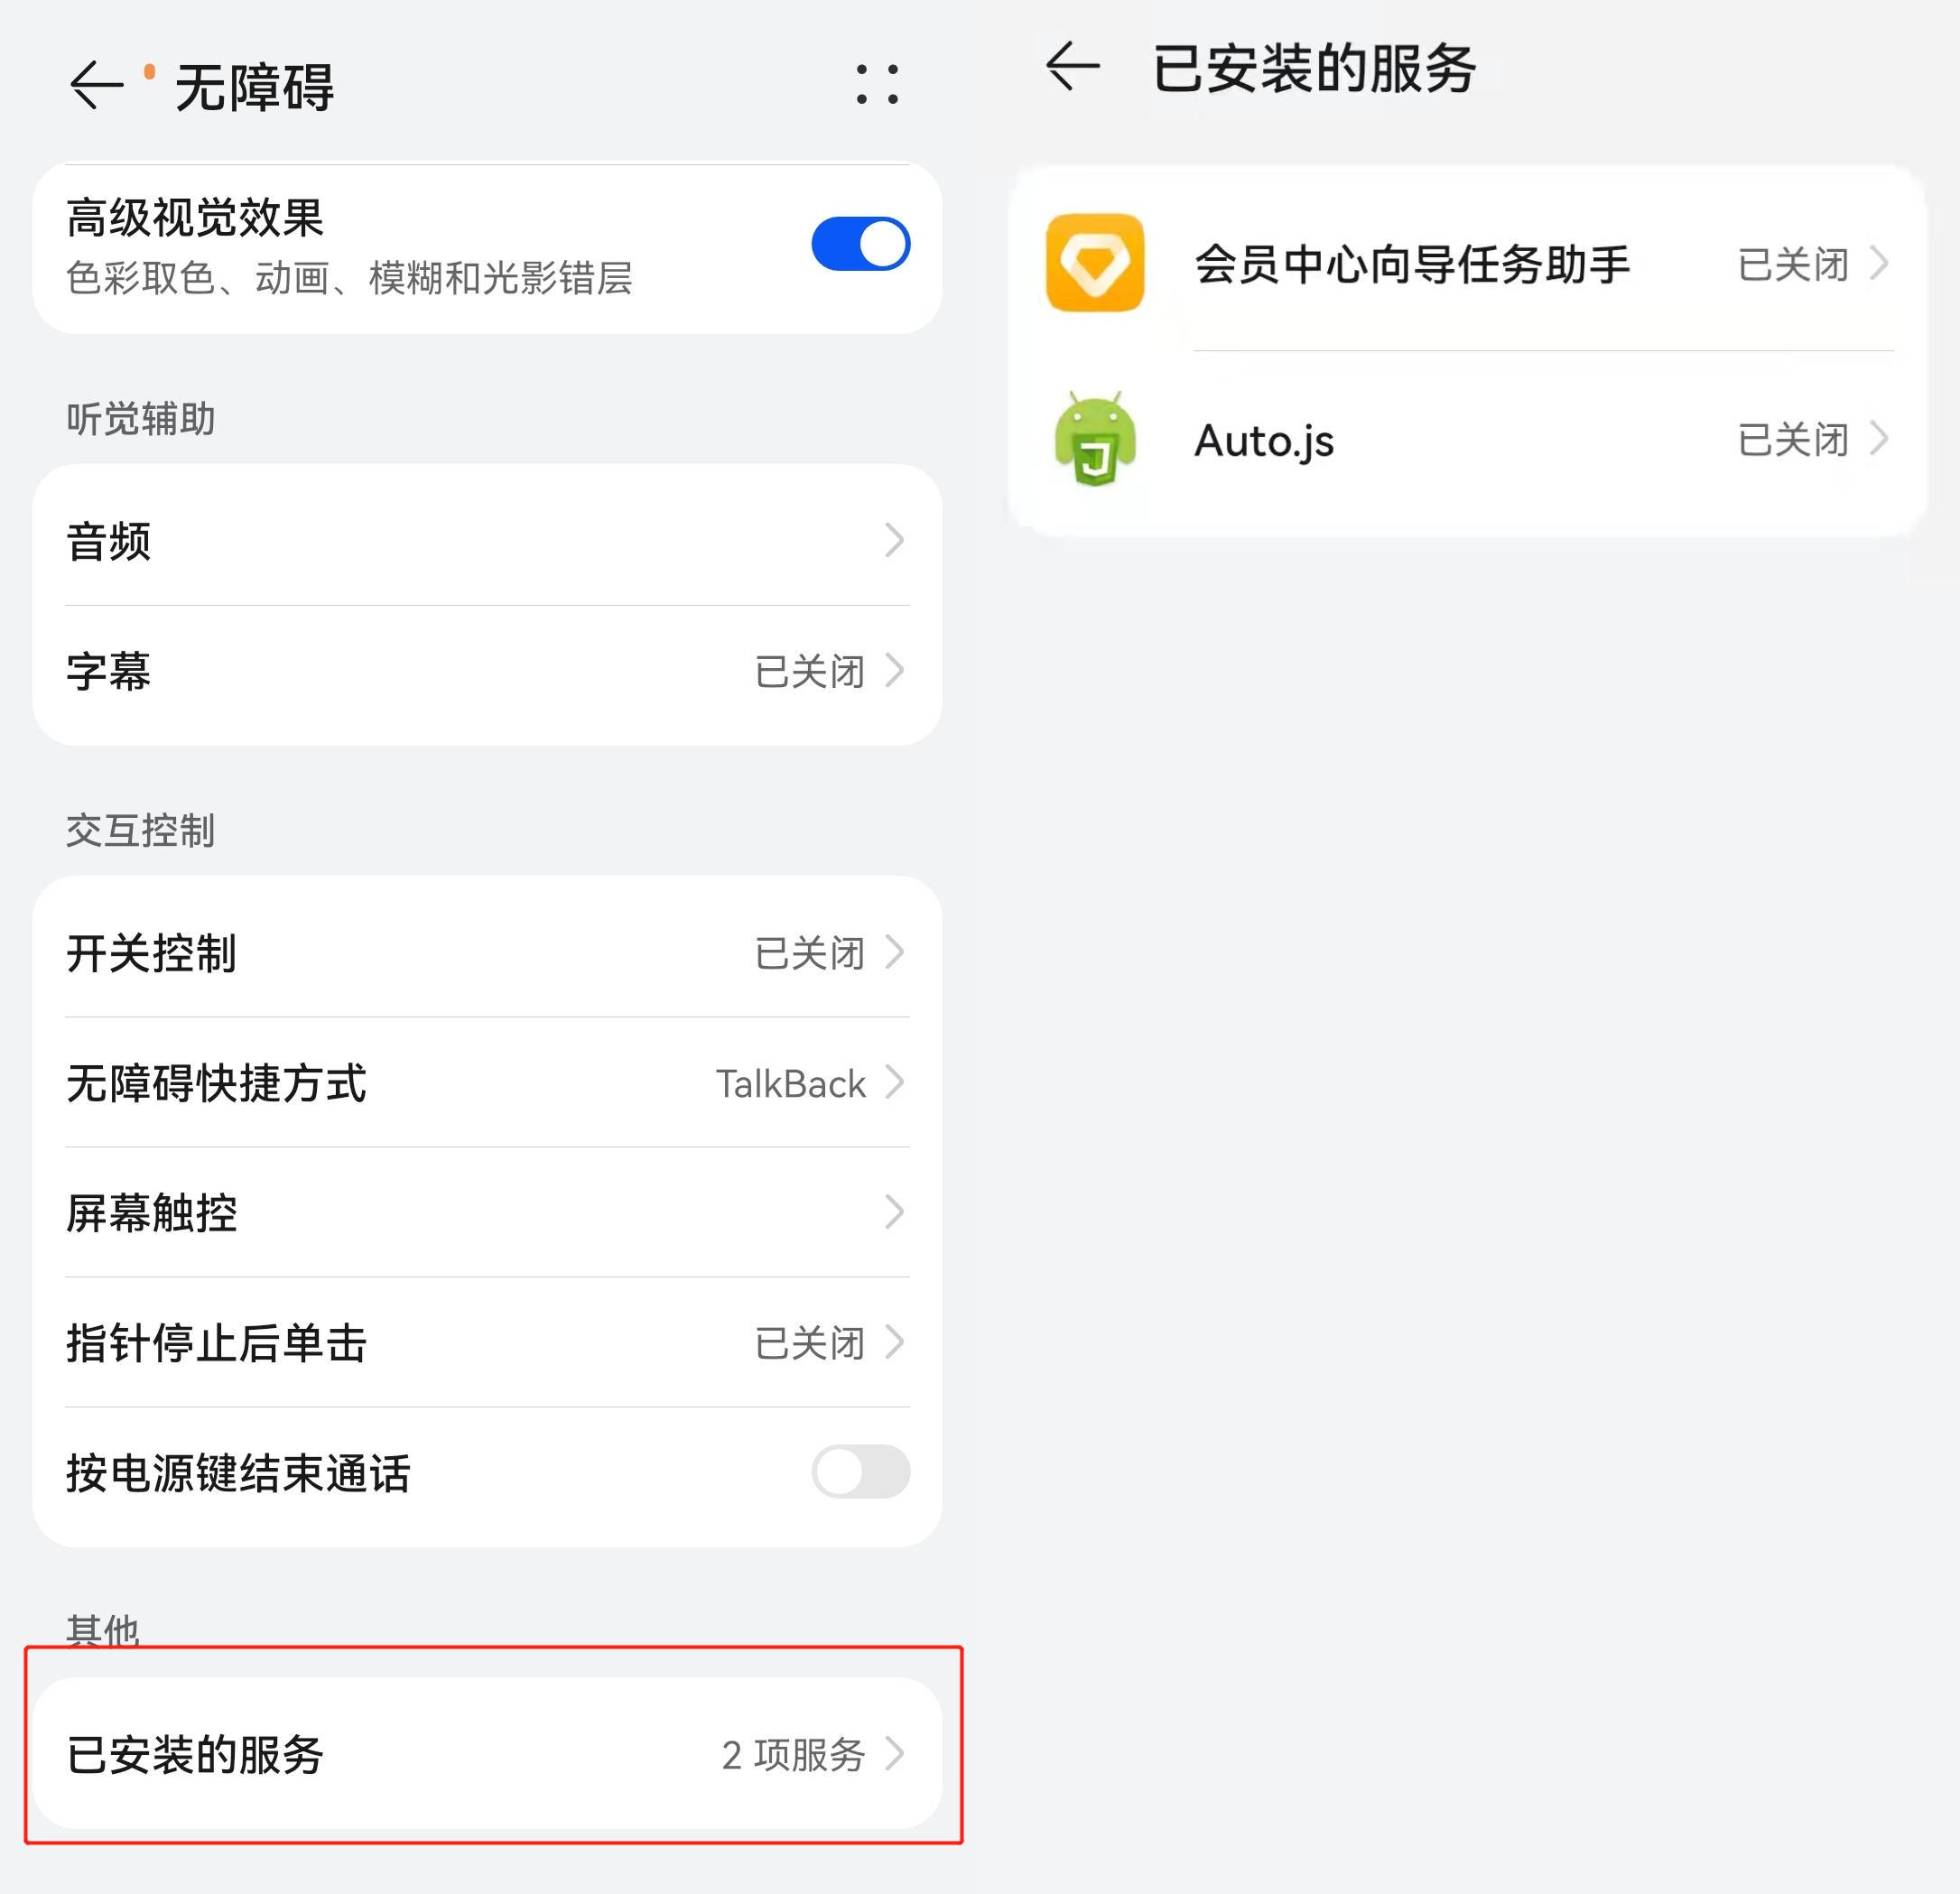 无障碍
高级视觉效果
色彩取色、动画、模糊和光影错层
听觉辅助
音频
字幕 已关闭
交互控制
开关控制 已关闭
无障碍快捷方式 TalkBack
屏幕触控
指针停止后单击 已关闭
按电源键结束通话
其他
已安装的服务 2 项服务
已安装的服务
会员中心向导任务助手 已关闭
Auto.js 已关闭